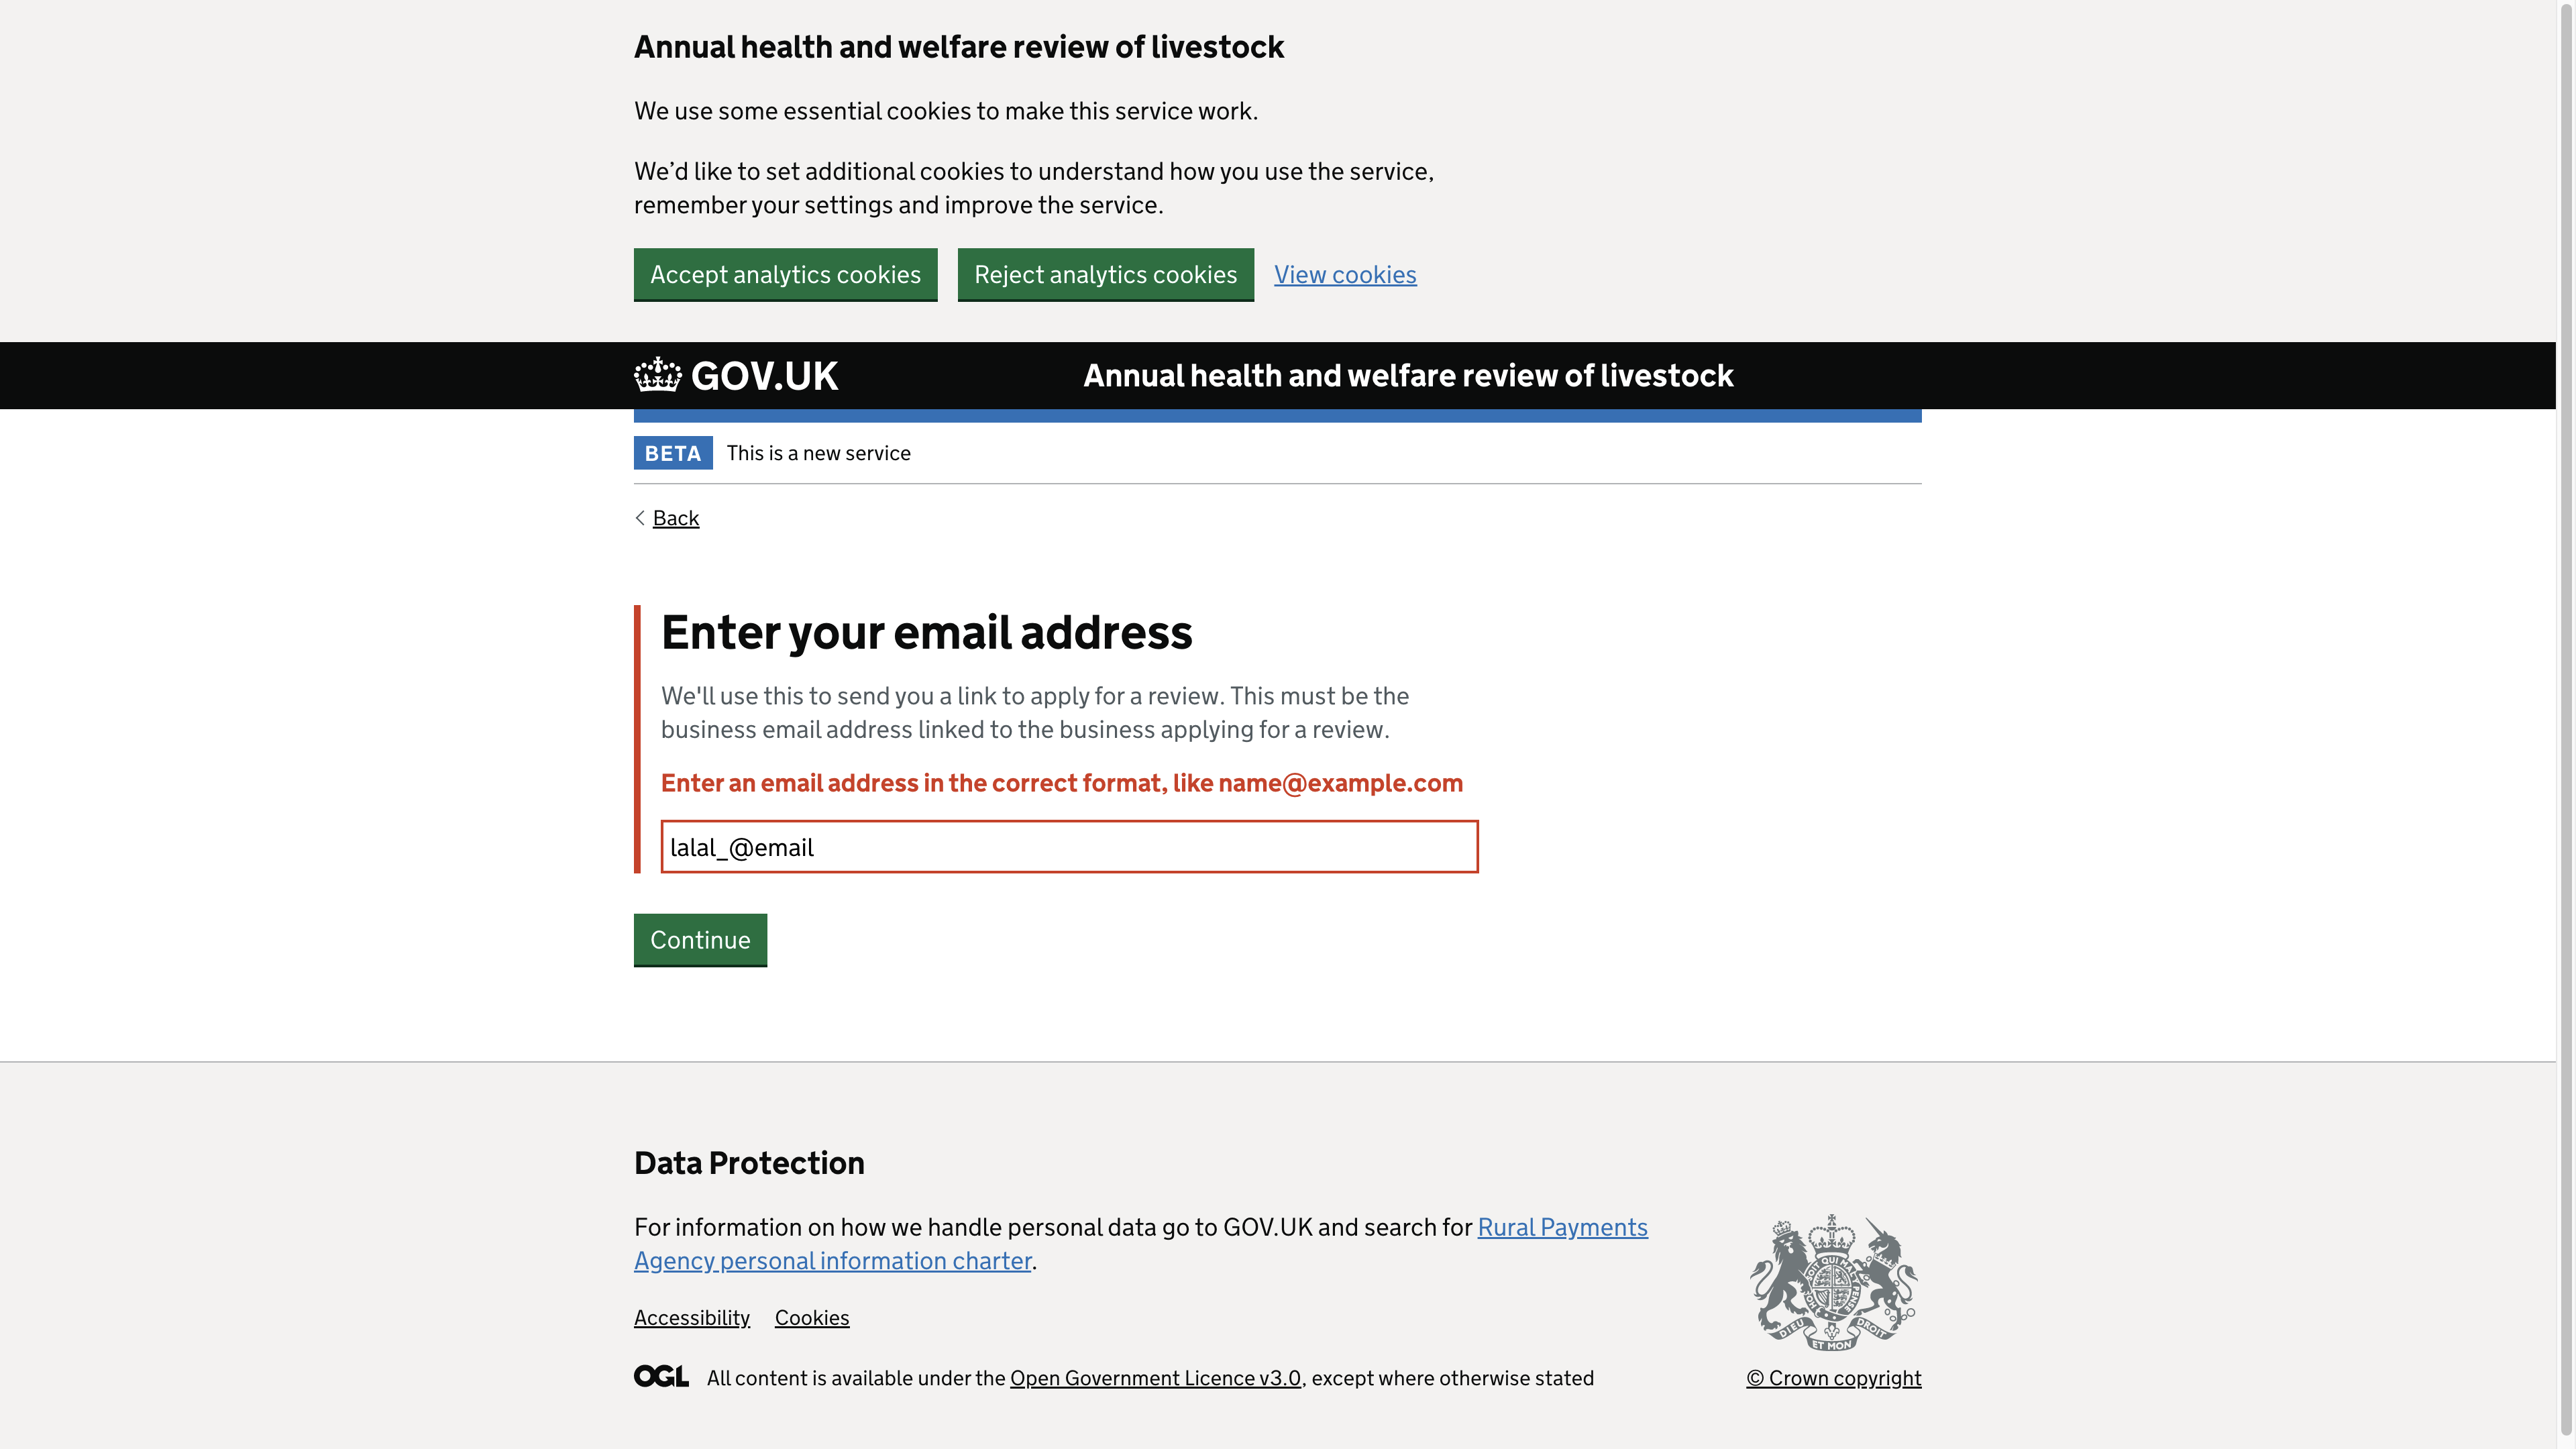 Annual health and welfare review of livestock
We use some essential cookies to make this service work.
We’d like to set additional cookies to understand how you use the service,
remember your settings and improve the service.
Accept analytics cookies
Reject analytics cookies
View cookies
GOV.UK
Annual health and welfare review of livestock
BETA
This is a new service
Back
Enter your email address
We'll use this to send you a link to apply for a review. This must be the
business email address linked to the business applying for a review.
Enter an email address in the correct format, like name@example.com
lalal_@email
Continue
Data Protection
For information on how we handle personal data go to GOV.UK and search for Rural Payments
Agency personal information charter.
Accessibility
Cookies
DIEU ET MON DROIT
OGL
All content is available under the Open Government Licence v3.0, except where otherwise stated
© Crown copyright